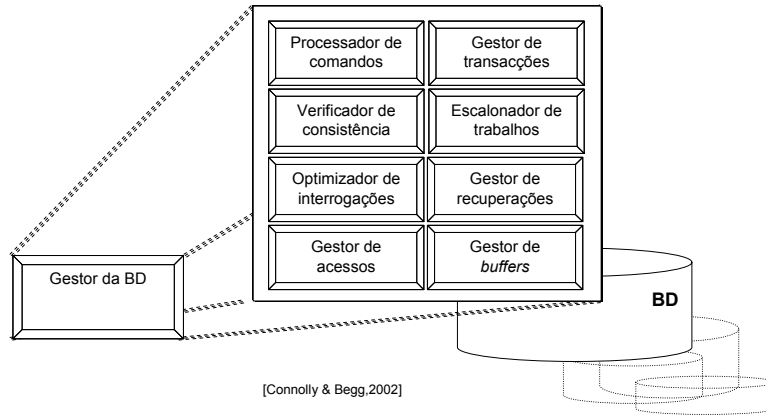 Processador de
comandos
Gestor de
transacções
Verificador de
consistência
Escalonador de
trabalhos
Optimizador de
interrogações
Gestor de
recuperações
Gestor de
acessos
Gestor de
buffers
Gestor da BD
BD
[Connolly & Begg,2002]